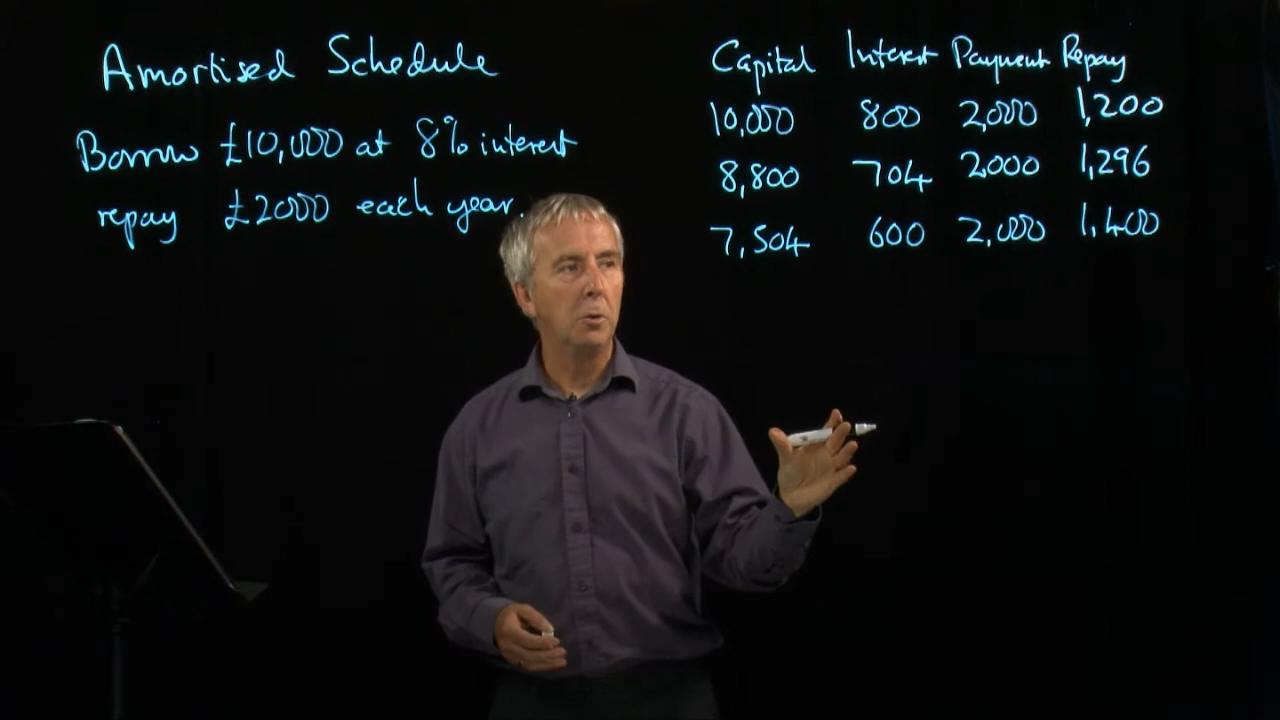 Amortised Schedule
Borrow £10,000 at 8% interest
repay £2000 each year.
Capital Interest Payment Repay
10,000 800 2,000 1,200
8,800 704 2000 1,296
7,504 600 2,000 1,400